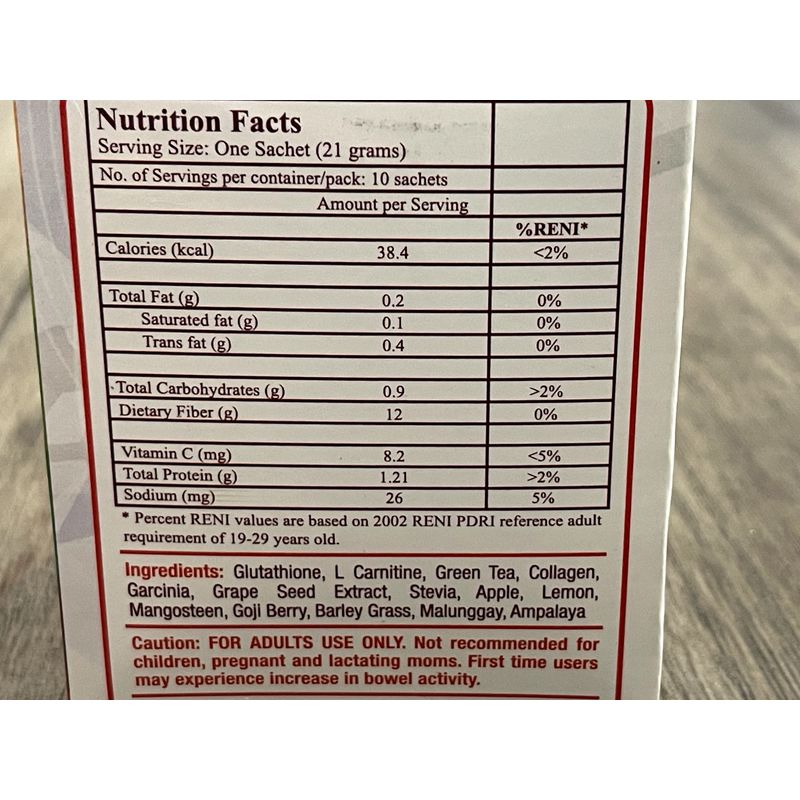 Nutrition Facts
Serving Size: One Sachet (21 grams)
No. of Servings per container/pack: 10 sachets
Amount per Serving
%RENI*
Calories (kcal) 38.4 <2%
Total Fat (g) 0.2 0%
Saturated fat (g) 0.1 0%
Trans fat (g) 0.4 0%
Total Carbohydrates (g) 0.9 >2%
Dietary Fiber (g) 12 0%
Vitamin C (mg) 8.2 <5%
Total Protein (g) 1.21 >2%
Sodium (mg) 26 5%
* Percent RENI values are based on 2002 RENI PDRI reference adult
requirement of 19-29 years old.
Ingredients: Glutathione, L Carnitine, Green Tea, Collagen,
Garcinia, Grape Seed Extract, Stevia, Apple, Lemon,
Mangosteen, Goji Berry, Barley Grass, Malunggay, Ampalaya
Caution: FOR ADULTS USE ONLY. Not recommended for
children, pregnant and lactating moms. First time users
may experience increase in bowel activity.